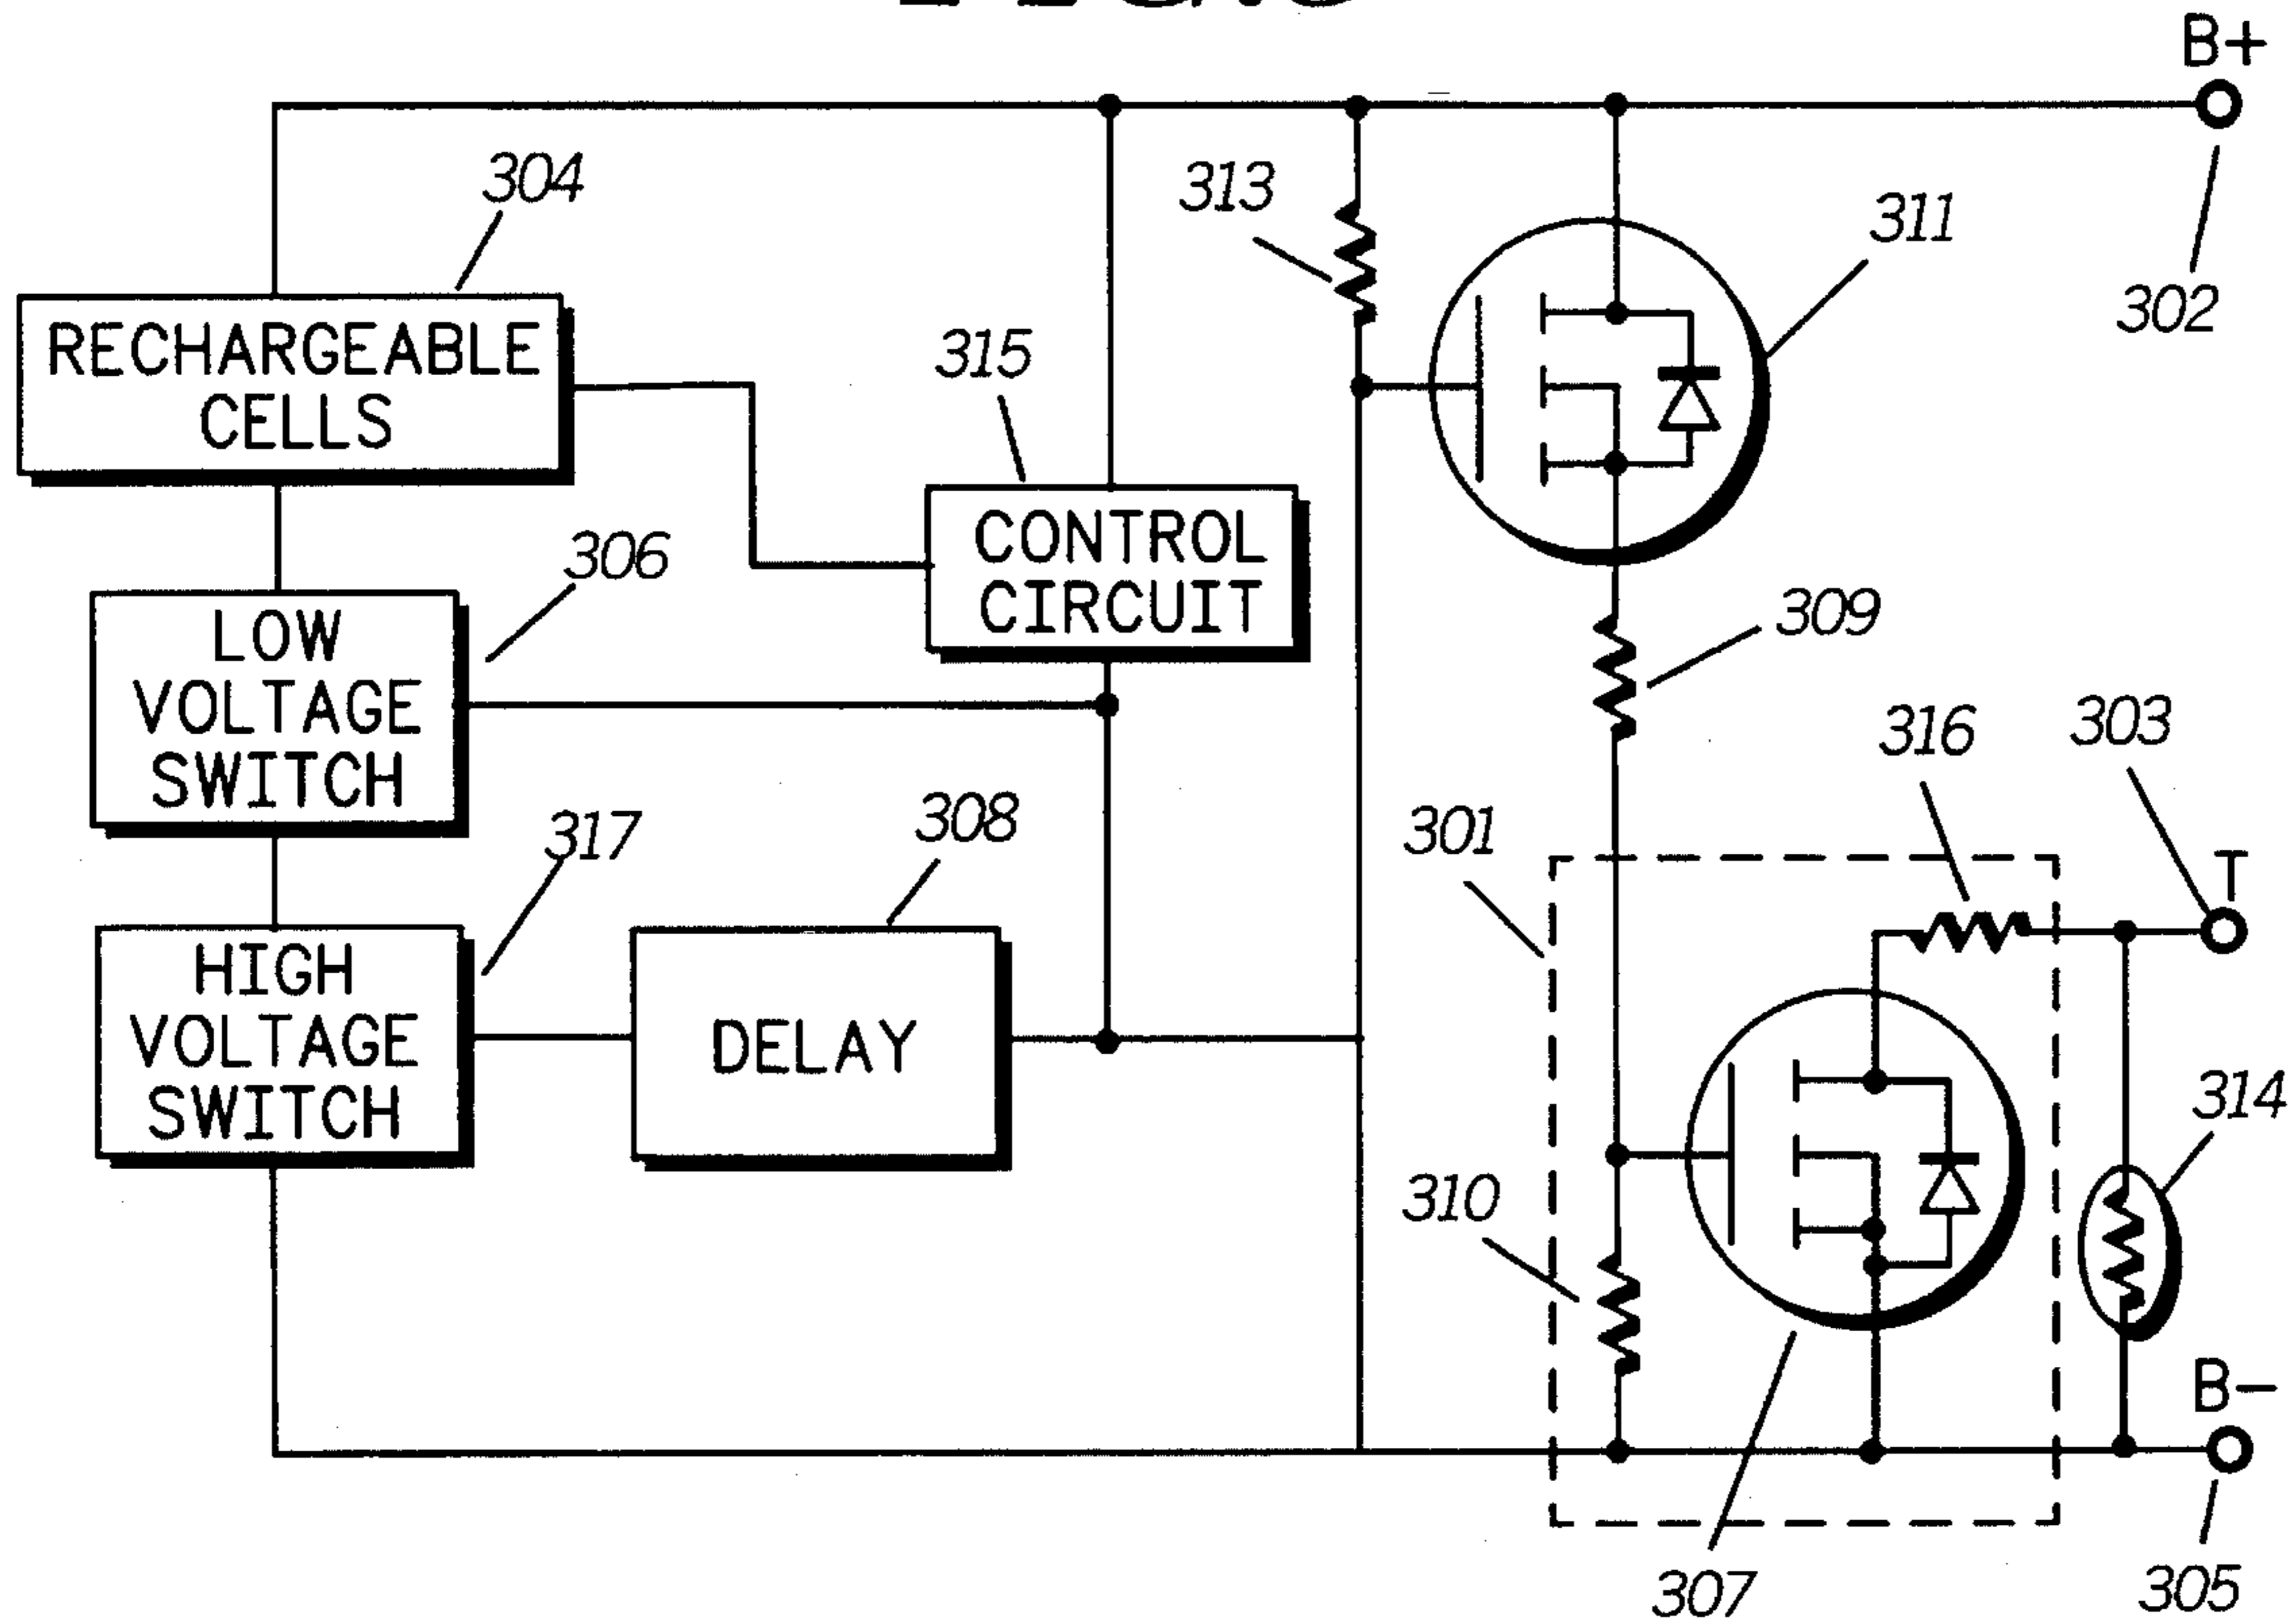 B+
304
313
311
302
RECHARGEABLE
CELLS
315
CONTROL
CIRCUIT
306
309
LOW
VOLTAGE
SWITCH
316
303
317
308
301
T
HIGH
VOLTAGE
SWITCH
DELAY
314
310
B-
307
305